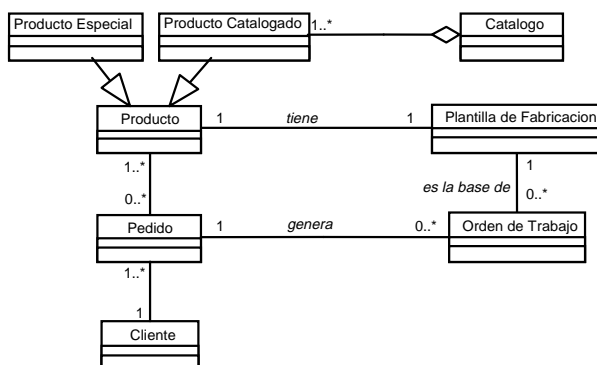 Producto Especial
Producto Catalogado
1..*
Catalogo
Producto
1
tiene
1
Plantilla de Fabricacion
1..*
1
es la base de
0..*
0..*
Pedido
1
genera
0..*
Orden de Trabajo
1..*
1
Cliente